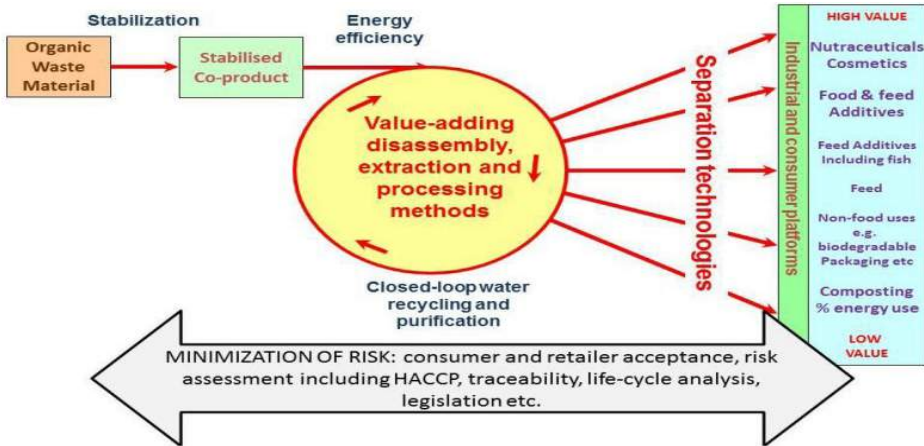 Stabilization
Organic
Waste
Material
Stabilised
Co-product
Energy
efficiency
Value-adding
disassembly,
extraction and
processing
methods
Closed-loop water
recycling and
purification
Separation technologies
Industrial and consumer platforms
HIGH VALUE
Nutraceuticals
Cosmetics
Food & feed
Additives
Feed Additives
Including fish
Feed
Non-food uses
e.g.
biodegradable
Packaging etc
Composting
% energy use
LOW
VALUE
MINIMIZATION OF RISK: consumer and retailer acceptance, risk
assessment including HACCP, traceability, life-cycle analysis,
legislation etc.